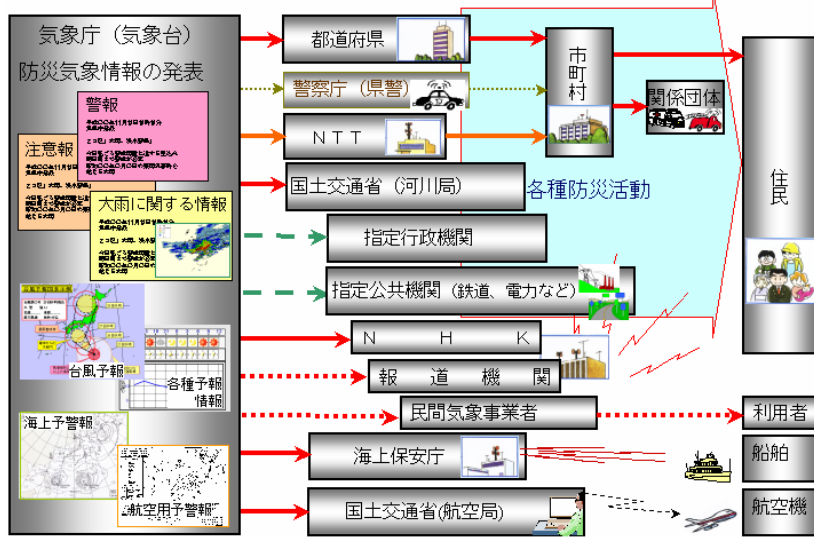 気象庁（気象台）
防災気象情報の発表
警報
注意報
大雨に関する情報
台風予報
各種予報
情報
海上予警報
航空用予警報
都道府県
警察庁（県警）
NTT
国土交通省（河川局）
指定行政機関
指定公共機関（鉄道、電力など）
N H K
報道機関
民間気象事業者
海上保安庁
国土交通省(航空局)
市町村
関係団体
各種防災活動
住民
利用者
船舶
航空機